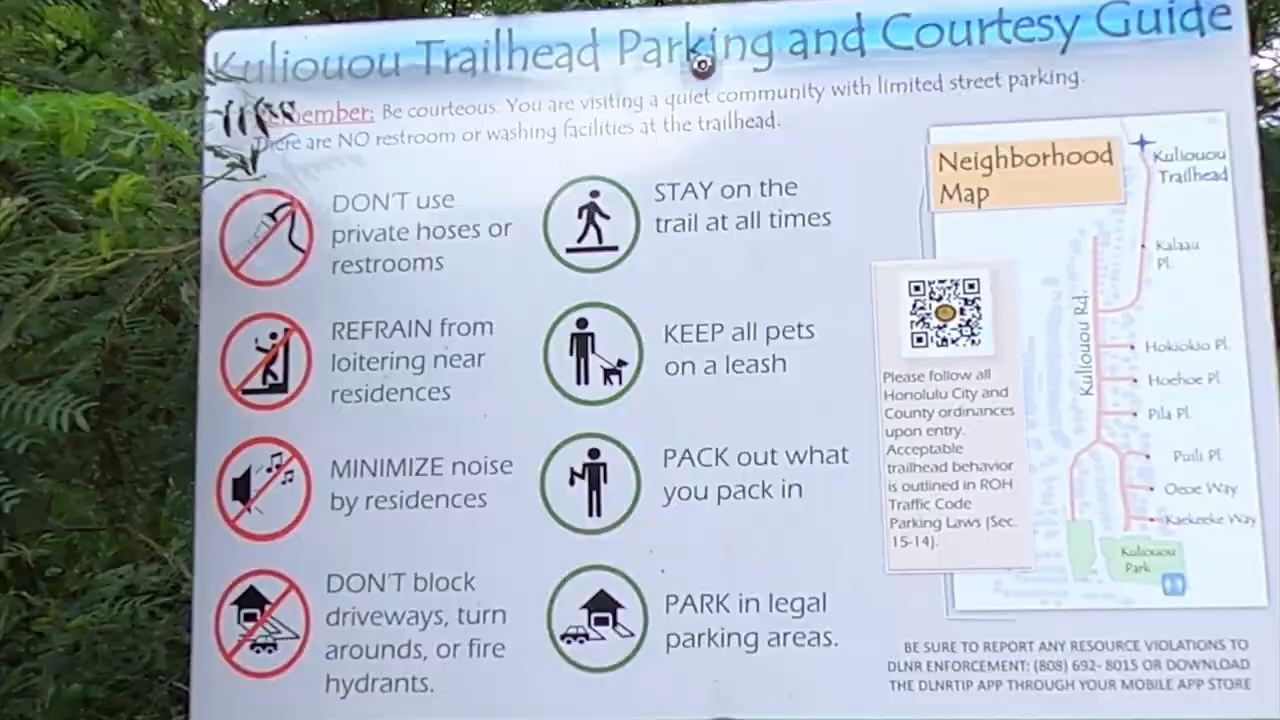 Kuliouou Trailhead Parking and Courtesy Guide
Remember: Be courteous. You are visiting a quiet community with limited street parking.
There are NO restroom or washing facilities at the trailhead.
DON'T use
private hoses or
restrooms
REFRAIN from
loitering near
residences
MINIMIZE noise
by residences
DON'T block
driveways, turn
arounds, or fire
hydrants.
STAY on the
trail at all times
KEEP all pets
on a leash
PACK out what
you pack in
PARK in legal
parking areas.
Neighborhood
Map
Kuliouou
Trailhead
Kalaau
Pl.
Kuliouou Rd.
Hokiokio Pl.
Hoehoe Pl.
Pila Pl.
Puili Pl.
Oeoe Way
Kaekeeke Way
Kuliouou
Park
Please follow all
Honolulu City and
County ordinances
upon entry.
Acceptable
trailhead behavior
is outlined in ROH
Traffic Code
Parking Laws (Sec.
15-14).
BE SURE TO REPORT ANY RESOURCE VIOLATIONS TO
DLNR ENFORCEMENT: (808) 692- 8015 OR DOWNLOAD
THE DLNRTIP APP THROUGH YOUR MOBILE APP STORE